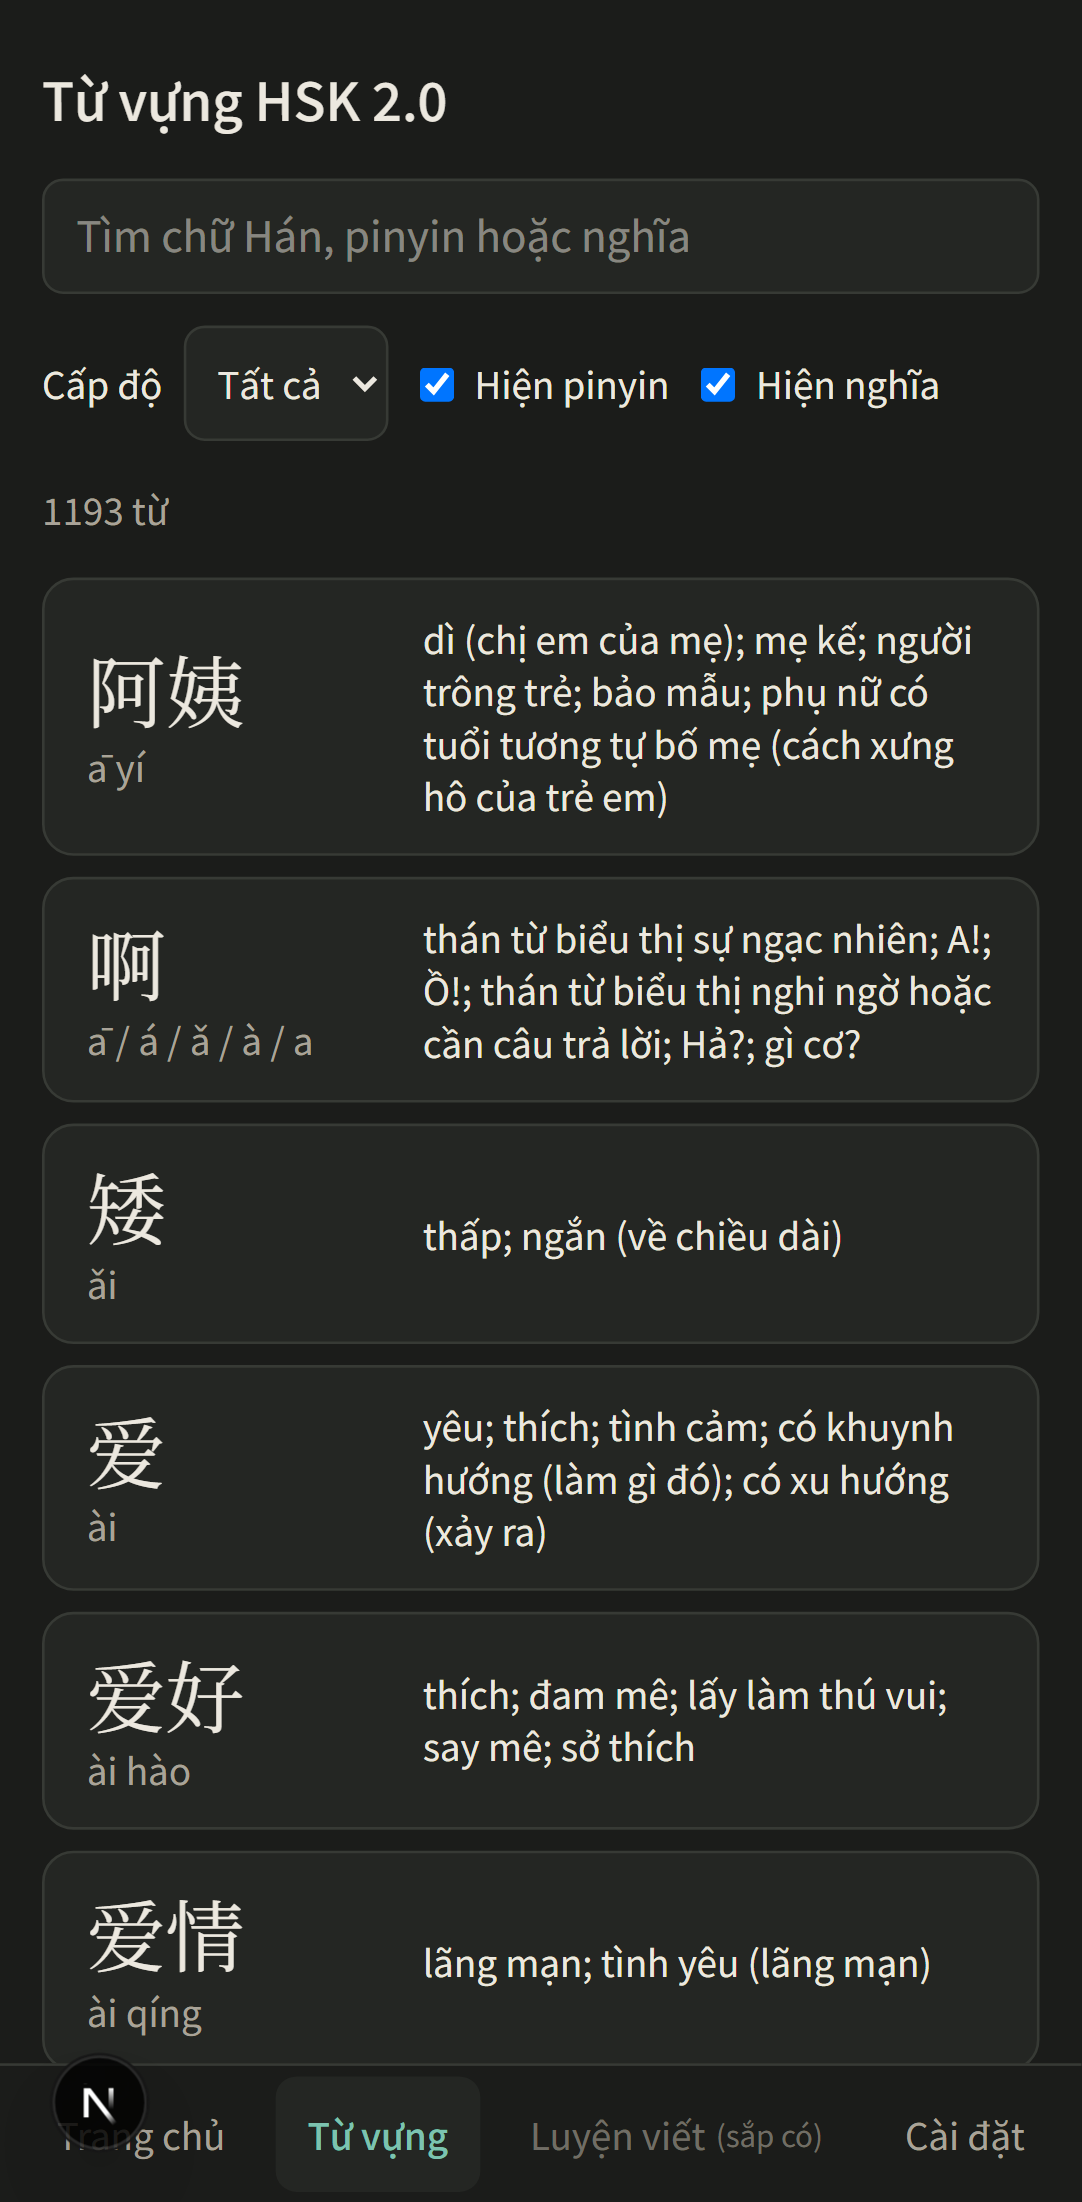 Từ vựng HSK 2.0
Tìm chữ Hán, pinyin hoặc nghĩa
Cấp độ Tất cả Hiện pinyin Hiện nghĩa
1193 từ
阿姨
ā yí
dì (chị em của mẹ); mẹ kế; người
trông trẻ; bảo mẫu; phụ nữ có
tuổi tương tự bố mẹ (cách xưng
hô của trẻ em)
啊
ā / á / ǎ / à / a
thán từ biểu thị sự ngạc nhiên; A!;
Ồ!; thán từ biểu thị nghi ngờ hoặc
cần câu trả lời; Hả?; gì cơ?
矮
ǎi
thấp; ngắn (về chiều dài)
爱
ài
yêu; thích; tình cảm; có khuynh
hướng (làm gì đó); có xu hướng
(xảy ra)
爱好
ài hào
thích; đam mê; lấy làm thú vui;
say mê; sở thích
爱情
ài qíng
lãng mạn; tình yêu (lãng mạn)
N
Trang chủ Từ vựng Luyện viết (sắp có) Cài đặt